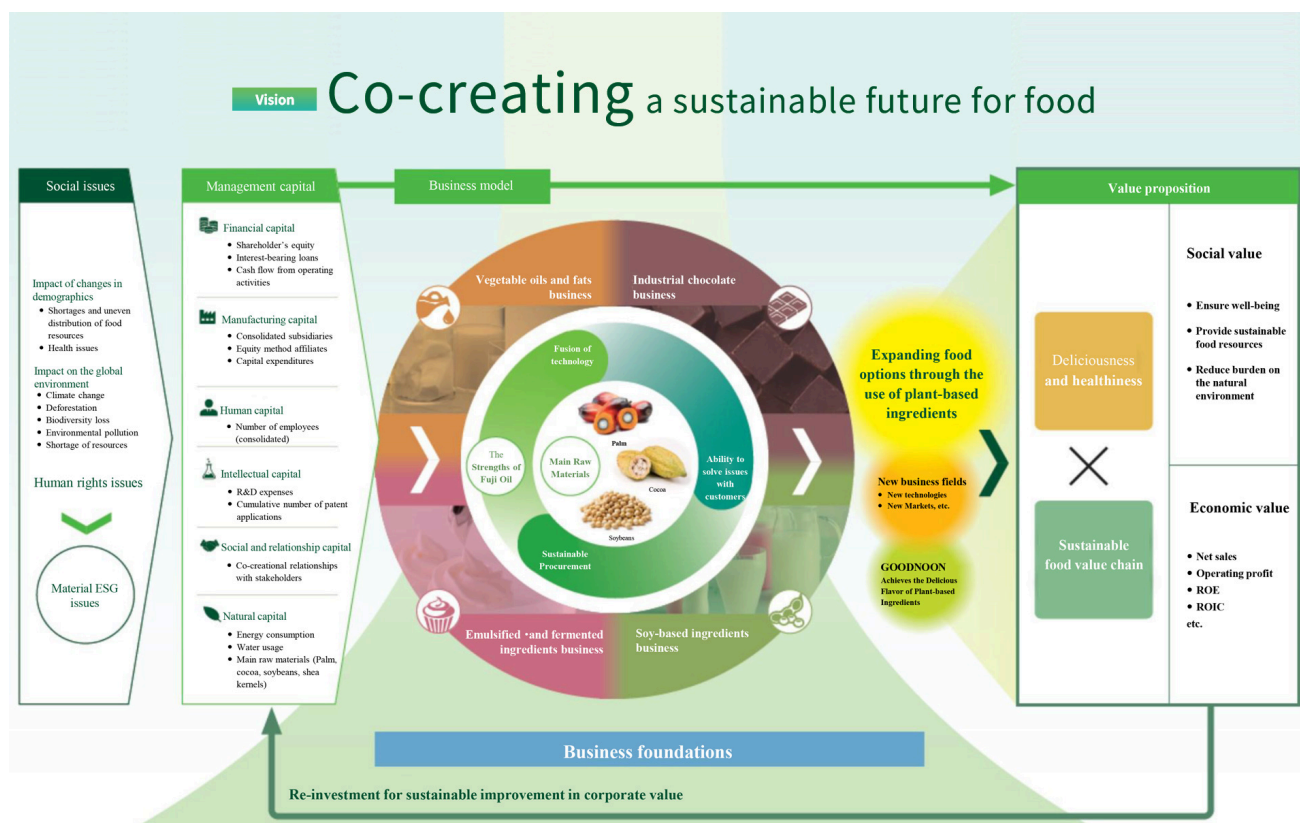 Vision
Co-creating a sustainable future for food
Social issues
Impact of changes in
demographics
• Shortages and uneven
distribution of food
resources
• Health issues
Impact on the global
environment
• Climate change
• Deforestation
• Biodiversity loss
• Environmental pollution
• Shortage of resources
Human rights issues
Material ESG
issues
Management capital
Financial capital
• Shareholder's equity
• Interest-bearing loans
• Cash flow from operating
activities
Manufacturing capital
• Consolidated subsidiaries
• Equity method affiliates
• Capital expenditures
Human capital
• Number of employees
(consolidated)
Intellectual capital
• R&D expenses
• Cumulative number of patent
applications
Social and relationship capital
• Co-creational relationships
with stakeholders
Natural capital
• Energy consumption
• Water usage
• Main raw materials (Palm,
cocoa, soybeans, shea
kernels)
Business model
Vegetable oils and fats
business
Industrial chocolate
business
Fusion of
technology
The
Strengths of
Fuji Oil
Main Raw
Materials
Palm
Cocoa
Soybeans
Ability to
solve issues
with
customers
Sustainable
Procurement
Emulsified ·and fermented
ingredients business
Soy-based ingredients
business
Expanding food
options through the
use of plant-based
ingredients
New business fields
• New technologies
• New Markets, etc.
GOODNOON
Achieves the Delicious
Flavor of Plant-based
Ingredients
Value proposition
Deliciousness
and healthiness
Sustainable
food value chain
Social value
• Ensure well-being
• Provide sustainable
food resources
• Reduce burden on
the natural
environment
Economic value
• Net sales
• Operating profit
• ROE
• ROIC
etc.
Business foundations
Re-investment for sustainable improvement in corporate value